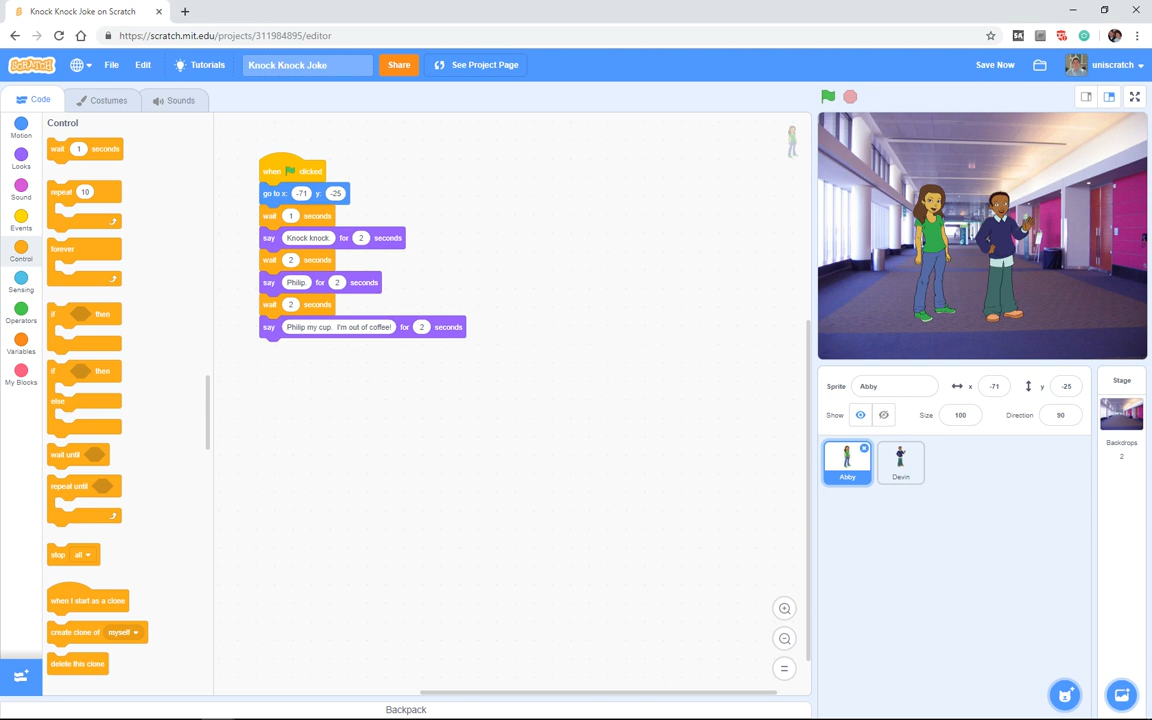 Knock Knock Joke on Scratch
https://scratch.mit.edu/projects/311984895/editor
SCRATCH File Edit Tutorials Knock Knock Joke Share See Project Page Save Now uniscratch
Code Costumes Sounds
Motion
Looks
Sound
Events
Control
Sensing
Operators
Variables
My Blocks
Control
wait 1 seconds
repeat 10
forever
if then
if then
else
wait until
repeat until
stop all
when I start as a clone
create clone of myself
delete this clone
when clicked
go to x: -71 y: -25
wait 1 seconds
say Knock knock. for 2 seconds
wait 2 seconds
say Philip. for 2 seconds
wait 2 seconds
say Philip my cup. I'm out of coffee! for 2 seconds
Sprite Abby x -71 y -25
Show Size 100 Direction 90
Abby
Devin
Stage
Backdrops
2
Backpack